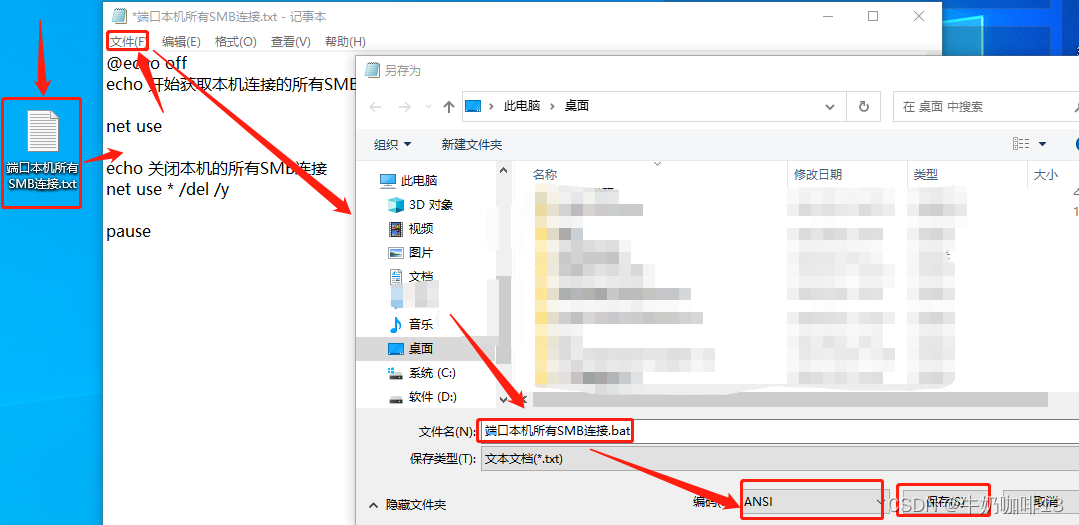 *端口本机所有SMB连接.txt - 记事本
文件(F) 编辑(E) 格式(O) 查看(V) 帮助(H)
@echo off
echo 开始获取本机连接的所有SMB
net use
echo 关闭本机的所有SMB连接
net use * /del /y
pause
端口本机所有
SMB连接.txt
另存为
此电脑 › 桌面
在 桌面 中搜索
组织 新建文件夹
名称 修改日期 类型 大小
此电脑
3D 对象
视频
图片
文档
音乐
桌面
系统 (C:)
软件 (D:)
文件名(N): 端口本机所有SMB连接.bat
保存类型(T): 文本文档(*.txt)
隐藏文件夹 ANSI 保存(S) 取消
CSDN @牛奶咖啡13